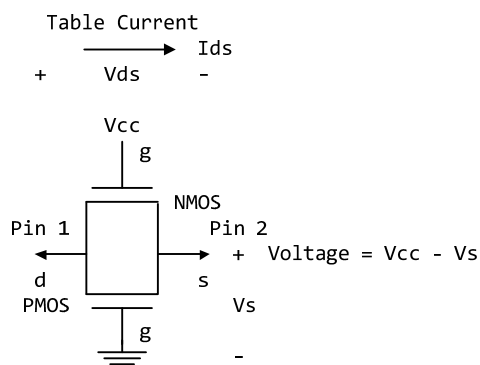 Table Current
Ids
+ Vds -
Vcc
g
NMOS
Pin 1 Pin 2
+ Voltage = Vcc - Vs
d s
PMOS Vs
g
-